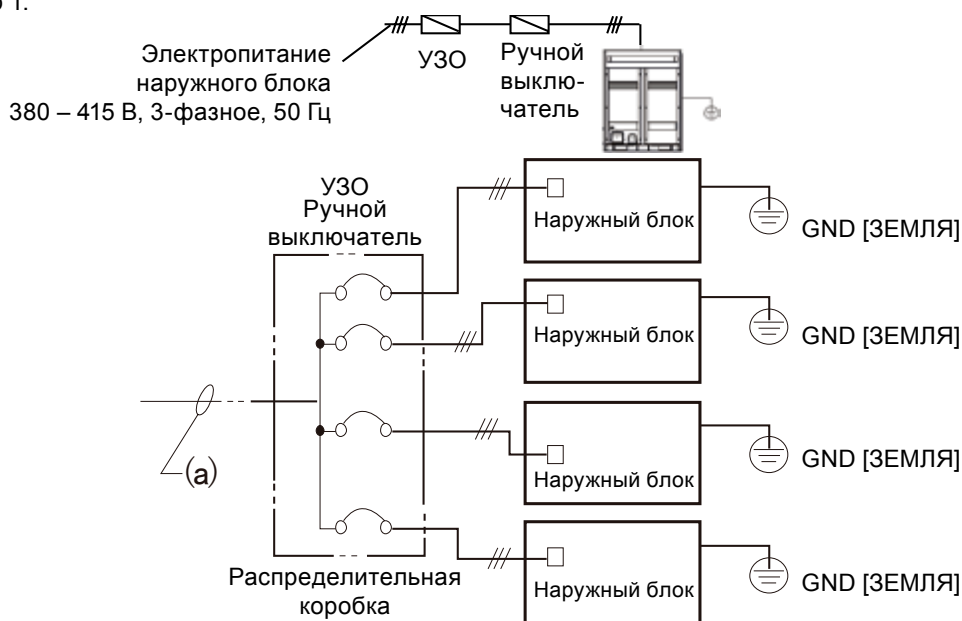 1.
Электропитание
наружного блока
380 – 415 В, 3-фазное, 50 Гц
УЗО
Ручной
выклю-
чатель
УЗО
Ручной
выключатель
Наружный блок
GND [ЗЕМЛЯ]
Наружный блок
GND [ЗЕМЛЯ]
(a)
Наружный блок
GND [ЗЕМЛЯ]
Наружный блок
GND [ЗЕМЛЯ]
Распределительная
коробка